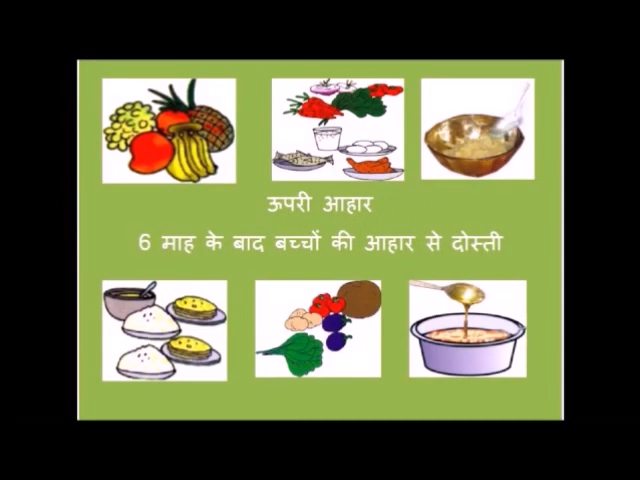 ऊपरी आहार
6 माह के बाद बच्चों की आहार से दोस्ती